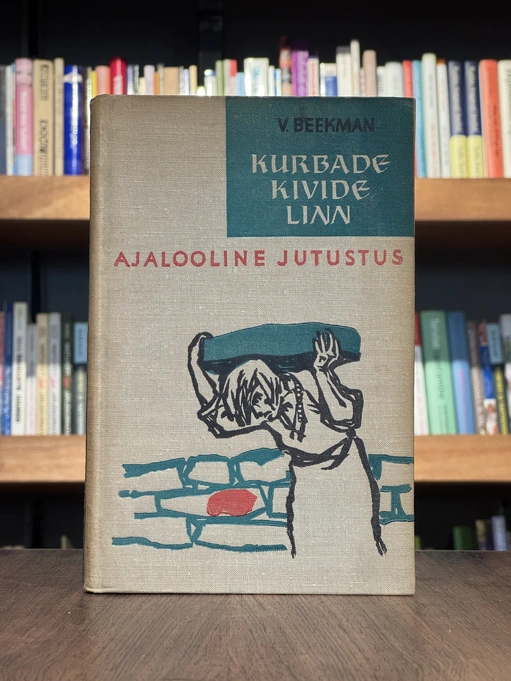 V. BEEKMAN
KURBADE
KIVIDE
LINN
AJALOOLINE JUTUSTUS